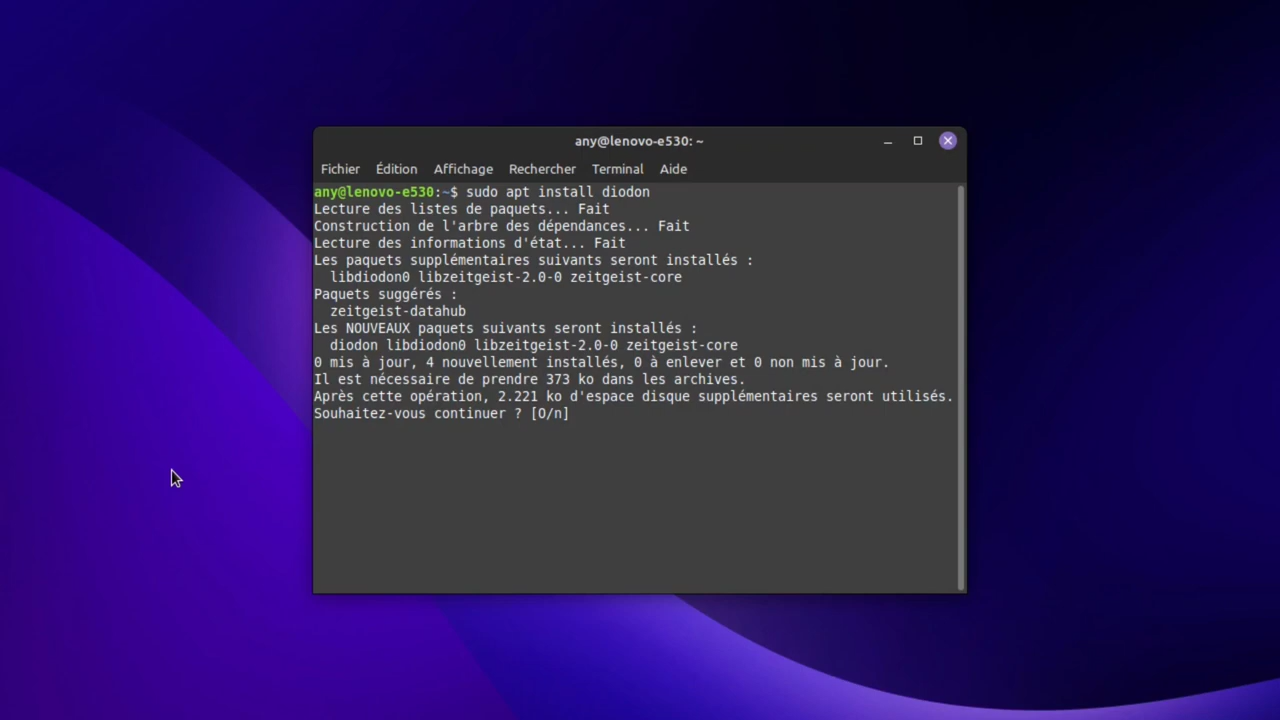 any@lenovo-e530: ~
Fichier Édition Affichage Rechercher Terminal Aide
any@lenovo-e530:~$ sudo apt install diodon
Lecture des listes de paquets... Fait
Construction de l'arbre des dépendances... Fait
Lecture des informations d'état... Fait
Les paquets supplémentaires suivants seront installés :
  libdiodon0 libzeitgeist-2.0-0 zeitgeist-core
Paquets suggérés :
  zeitgeist-datahub
Les NOUVEAUX paquets suivants seront installés :
  diodon libdiodon0 libzeitgeist-2.0-0 zeitgeist-core
0 mis à jour, 4 nouvellement installés, 0 à enlever et 0 non mis à jour.
Il est nécessaire de prendre 373 ko dans les archives.
Après cette opération, 2.221 ko d'espace disque supplémentaires seront utilisés.
Souhaitez-vous continuer ? [O/n]